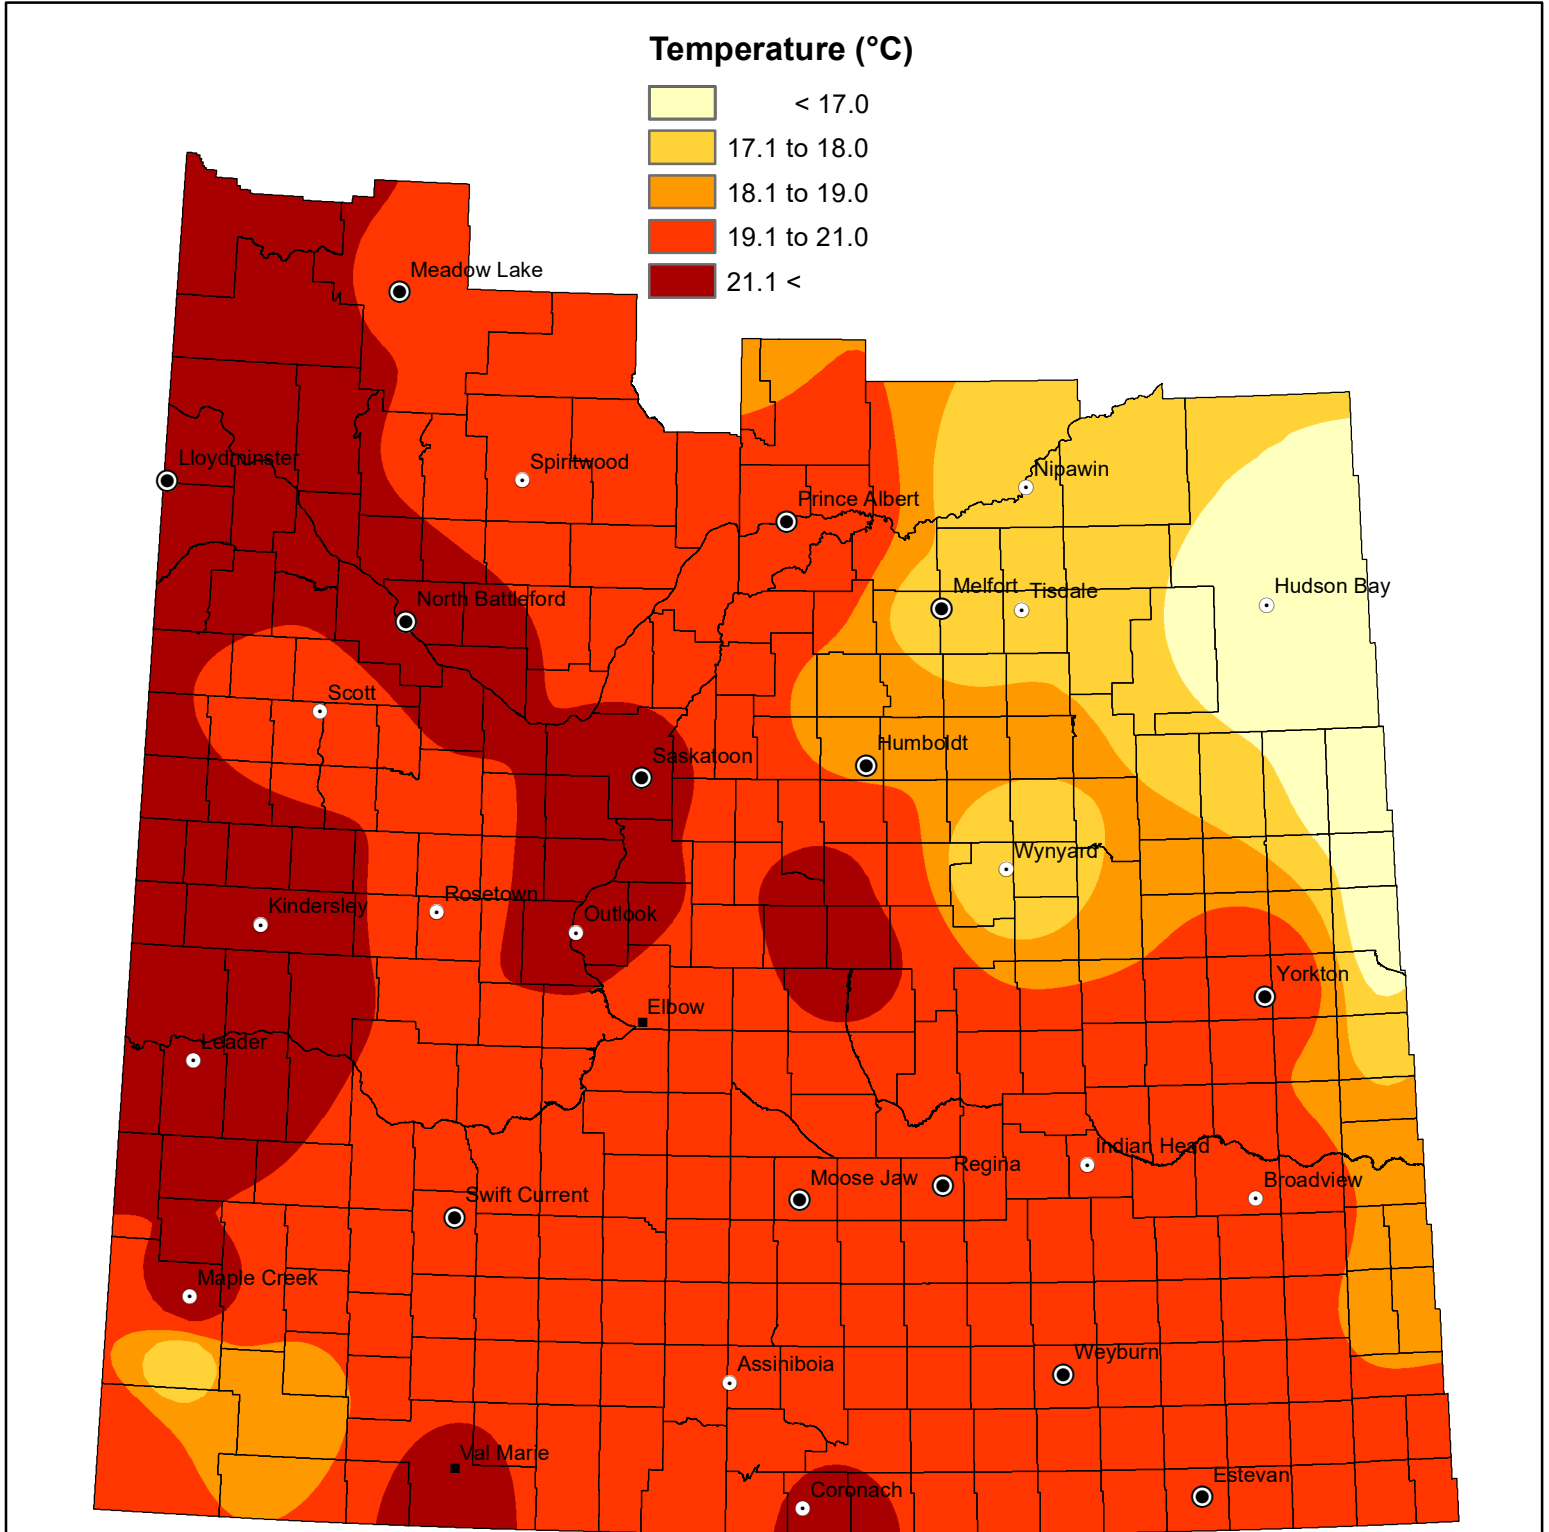 Temperature (°C)
< 17.0
17.1 to 18.0
18.1 to 19.0
19.1 to 21.0
21.1 <
Meadow Lake
Lloydminster
Spiritwood
Nipawin
Prince Albert
Melfort
Tisdale
Hudson Bay
North Battleford
Scott
Saskatoon
Humboldt
Wynyard
Kindersley
Rosetown
Outlook
Yorkton
Elbow
Leader
Indian Head
Regina
Moose Jaw
Broadview
Swift Current
Maple Creek
Assiniboia
Weyburn
Val Marie
Coronach
Estevan